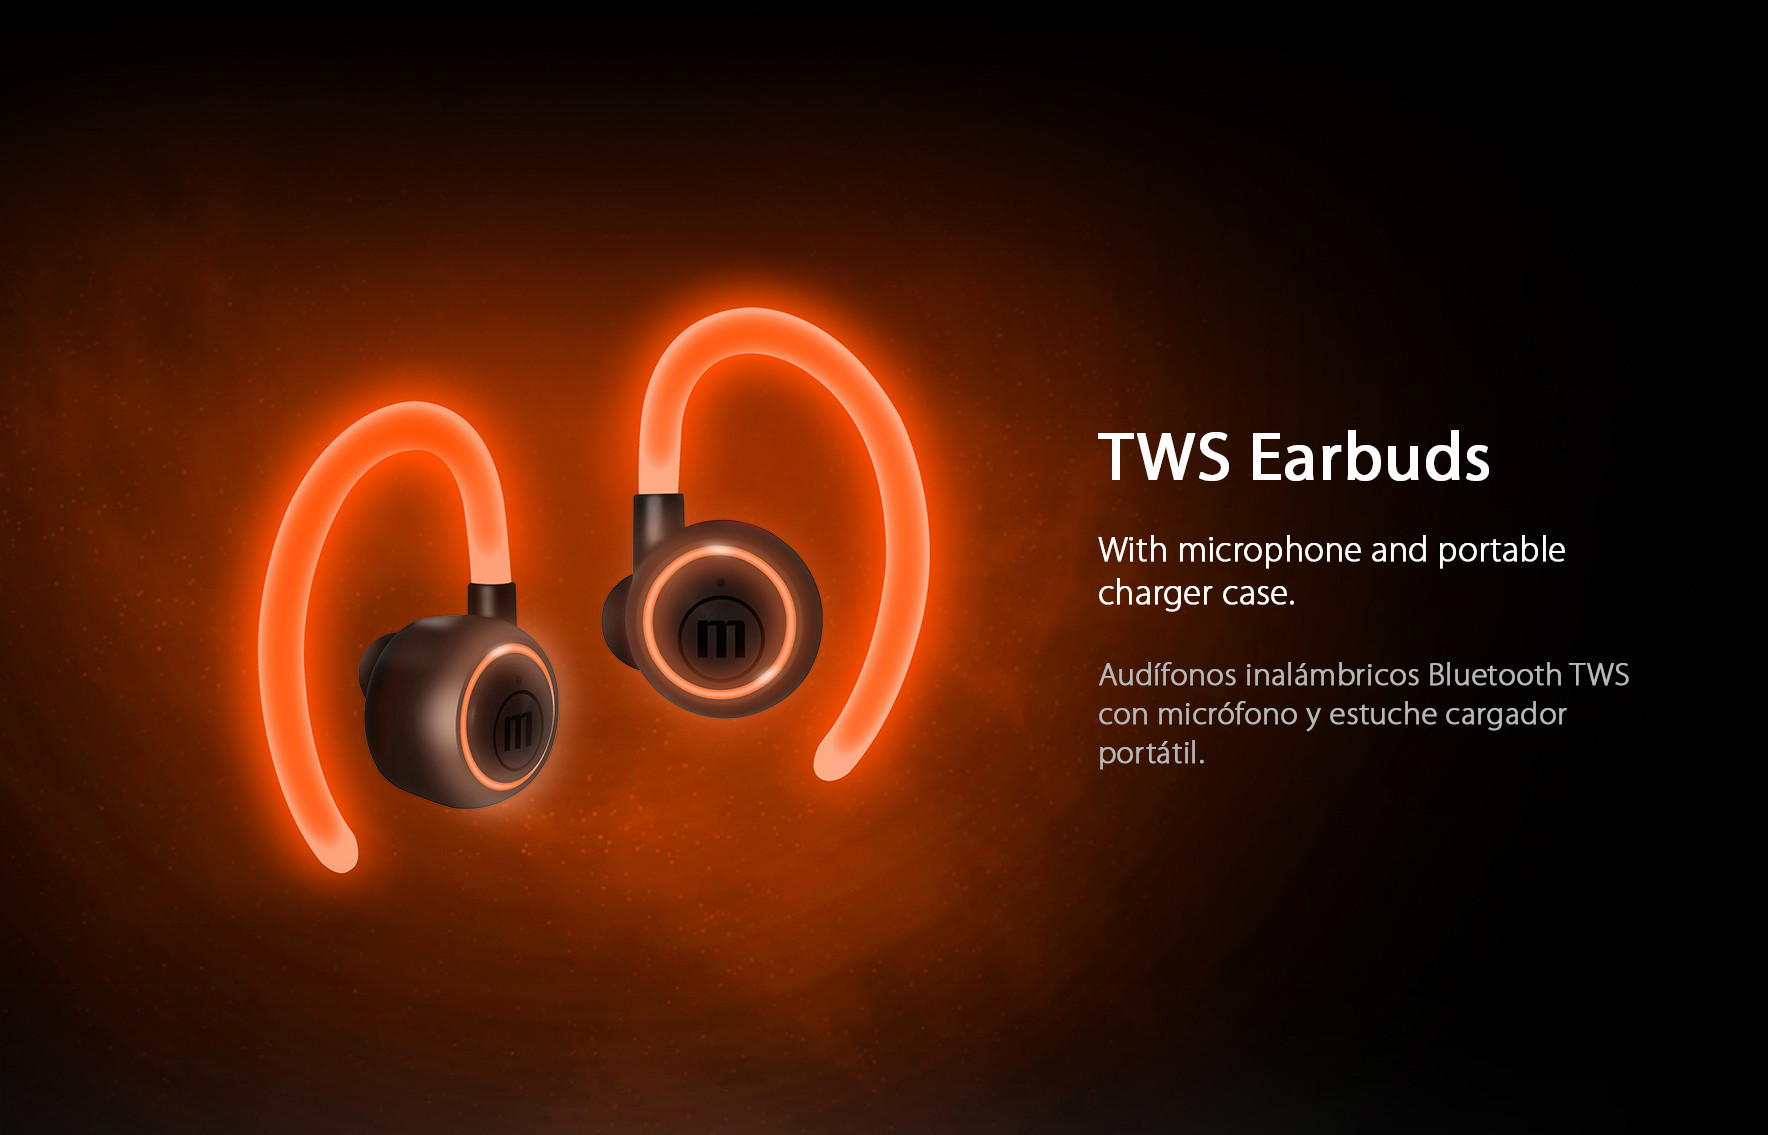 TWS Earbuds
With microphone and portable
charger case.
Audífonos inalámbricos Bluetooth TWS
con micrófono y estuche cargador
portátil.
m
m